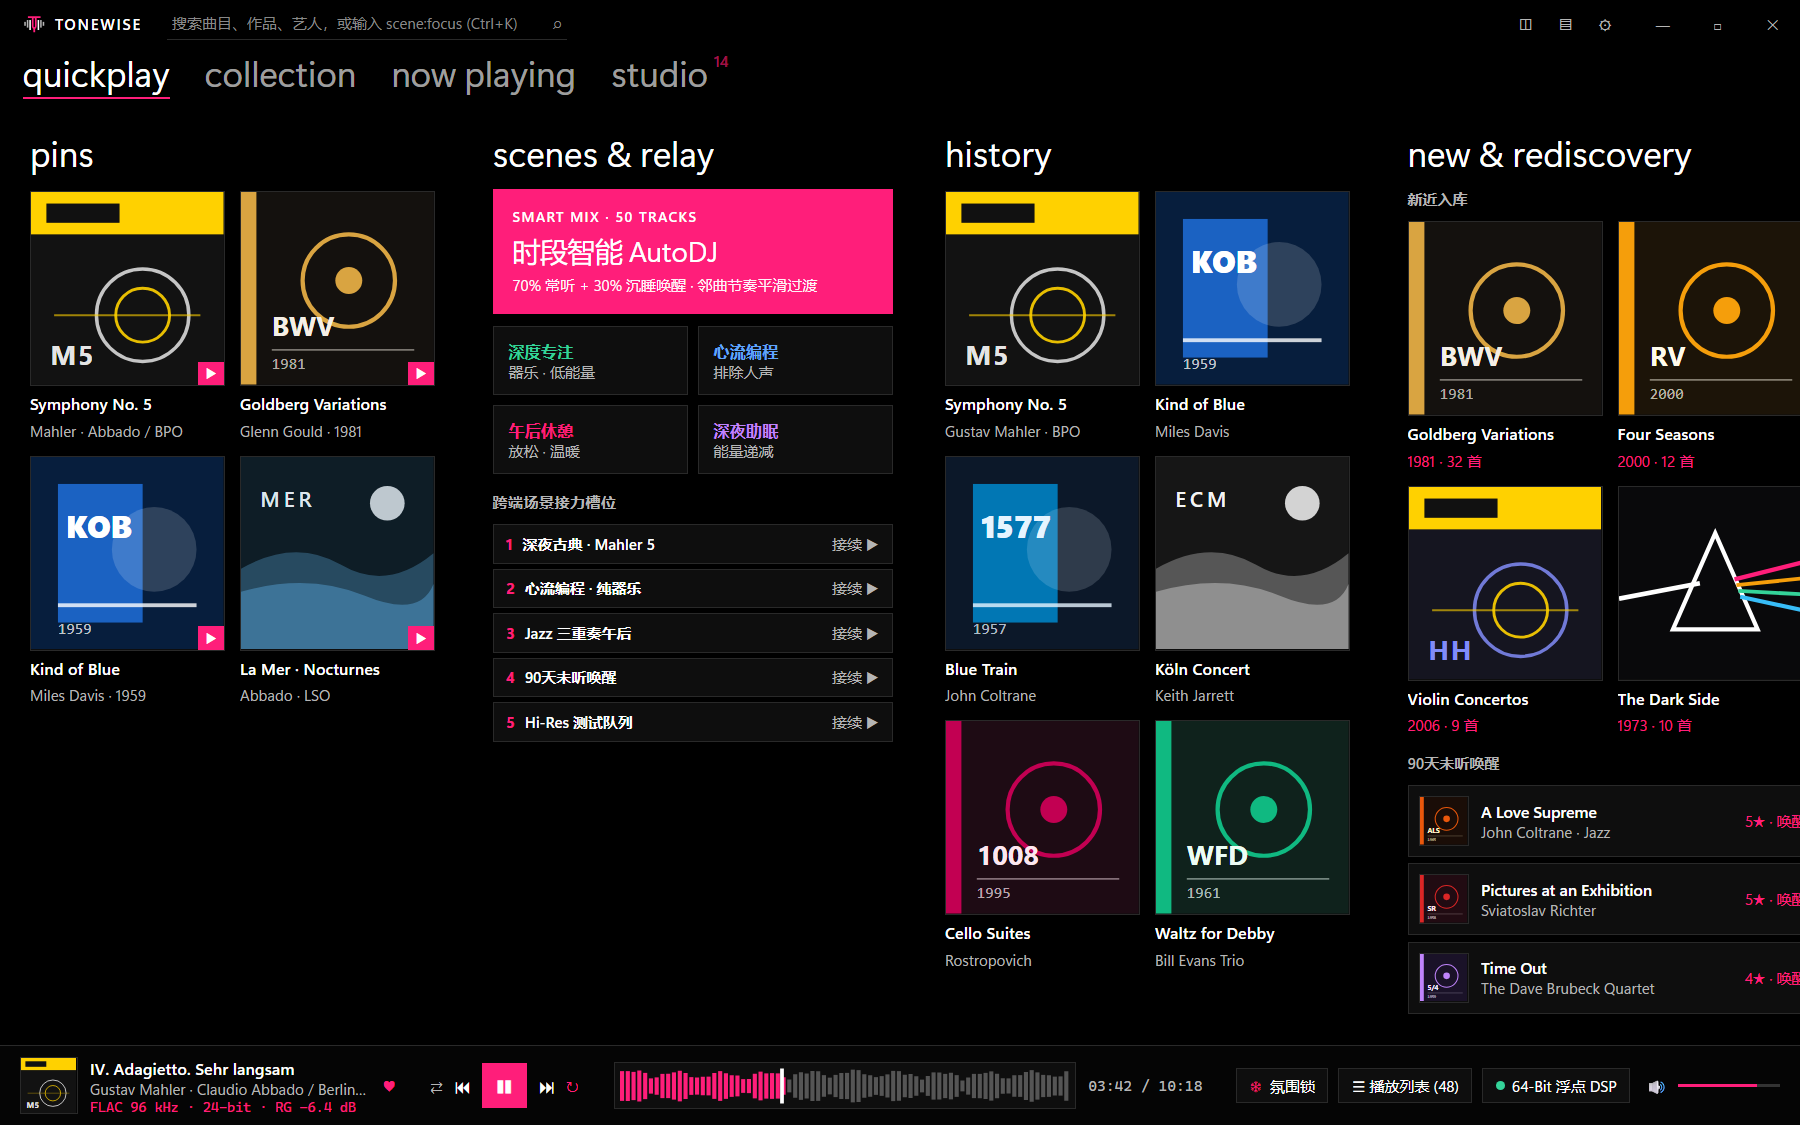 TONEWISE
搜索曲目、作品、艺人，或输入 scene:focus (Ctrl+K)
quickplay
collection
now playing
studio
14
pins
M5
BWV
1981
Symphony No. 5
Mahler · Abbado / BPO
Goldberg Variations
Glenn Gould · 1981
KOB
1959
MER
Kind of Blue
Miles Davis · 1959
La Mer · Nocturnes
Abbado · LSO
scenes & relay
SMART MIX · 50 TRACKS
时段智能 AutoDJ
70% 常听 + 30% 沉睡唤醒 · 邻曲节奏平滑过渡
深度专注
器乐 · 低能量
心流编程
排除人声
午后休憩
放松 · 温暖
深夜助眠
能量递减
跨端场景接力槽位
1 深夜古典 · Mahler 5 接续 ▶
2 心流编程 · 纯器乐 接续 ▶
3 Jazz 三重奏午后 接续 ▶
4 90天未听唤醒 接续 ▶
5 Hi-Res 测试队列 接续 ▶
history
M5
KOB
1959
Symphony No. 5
Gustav Mahler · BPO
Kind of Blue
Miles Davis
1577
1957
ECM
Blue Train
John Coltrane
Köln Concert
Keith Jarrett
1008
1995
WFD
1961
Cello Suites
Rostropovich
Waltz for Debby
Bill Evans Trio
new & rediscovery
新近入库
BWV
1981
RV
2000
Goldberg Variations
1981 · 32 首
Four Seasons
2000 · 12 首
HH
Violin Concertos
2006 · 9 首
The Dark Side
1973 · 10 首
90天未听唤醒
ALS
A Love Supreme
John Coltrane · Jazz
5★ · 唤醒
SR
Pictures at an Exhibition
Sviatoslav Richter
5★ · 唤醒
5/4
Time Out
The Dave Brubeck Quartet
4★ · 唤醒
M5
IV. Adagietto. Sehr langsam
Gustav Mahler · Claudio Abbado / Berlin...
FLAC 96 kHz · 24-bit · RG −6.4 dB
03:42 / 10:18
氛围锁
☰ 播放列表 (48)
64-Bit 浮点 DSP